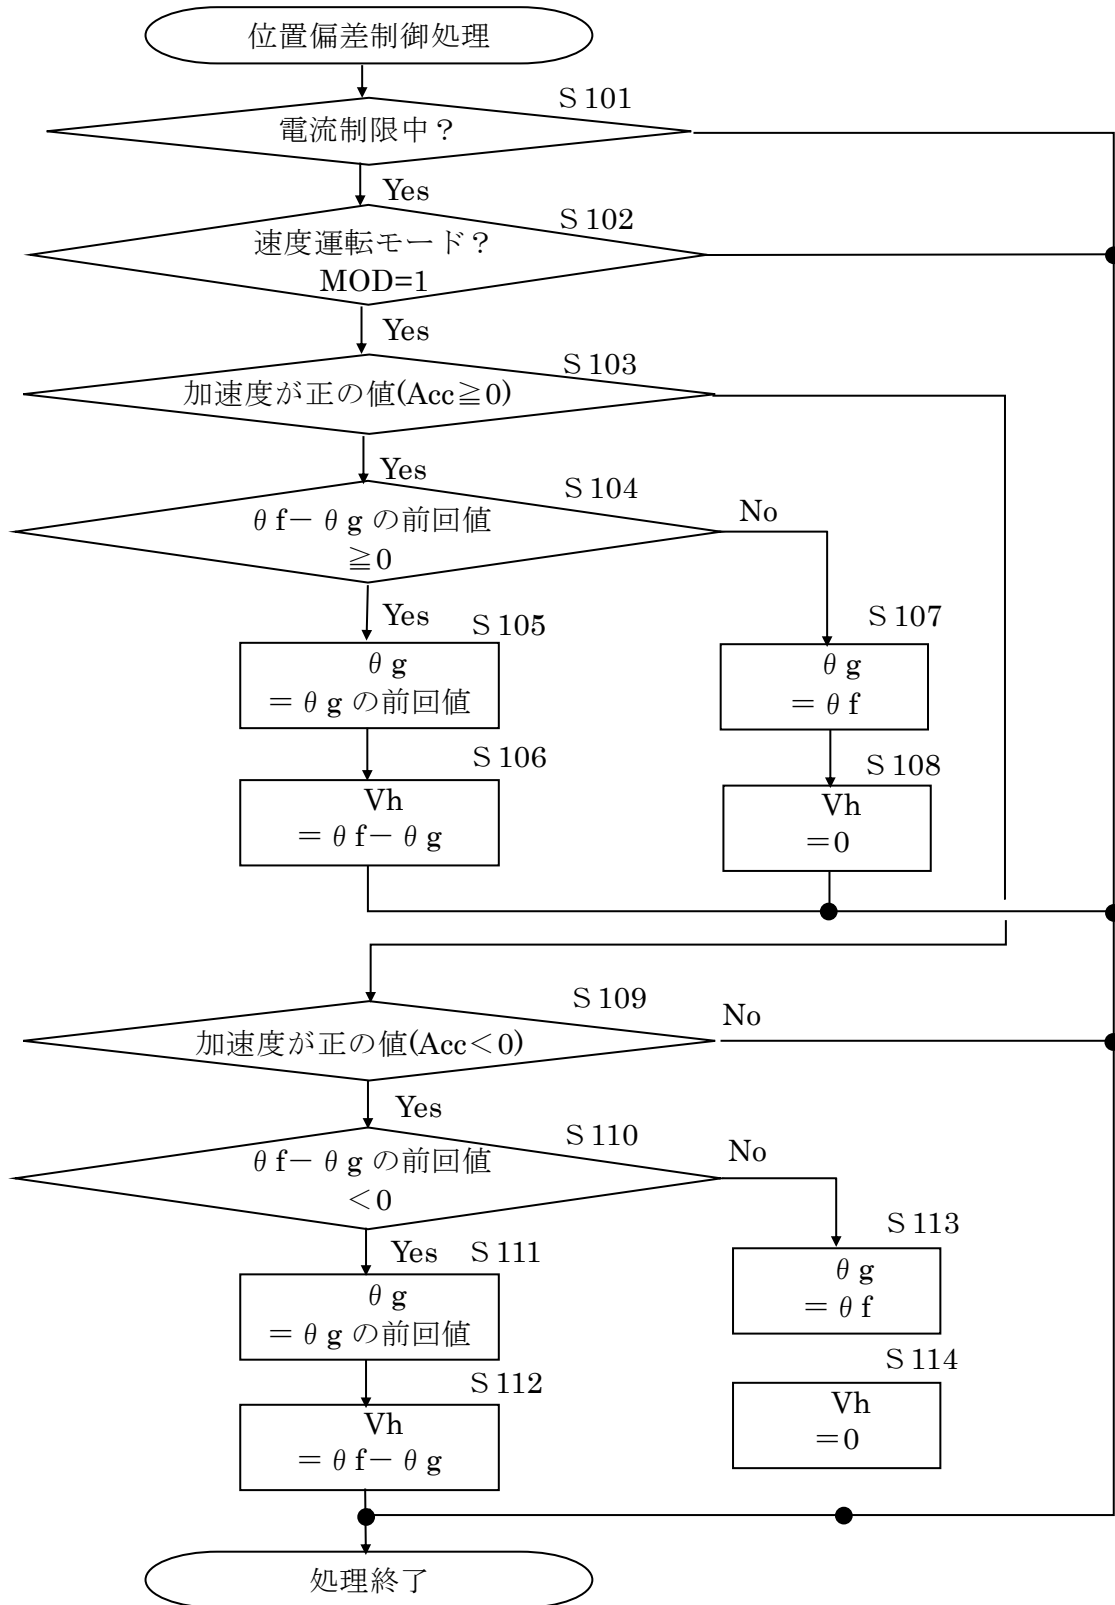 位置偏差制御処理
S101
電流制限中？
Yes
S102
速度運転モード？
MOD=1
Yes
S103
加速度が正の値(Acc≧0)
Yes
S104
θf－θgの前回値
≧0
No
Yes
S105
θg
＝θgの前回値
S107
θg
＝θf
S106
Vh
＝θf－θg
S108
Vh
＝0
S109
加速度が正の値(Acc＜0)
No
Yes
S110
θf－θgの前回値
＜0
No
Yes
S111
θg
＝θgの前回値
S113
θg
＝θf
S112
Vh
＝θf－θg
S114
Vh
＝0
処理終了